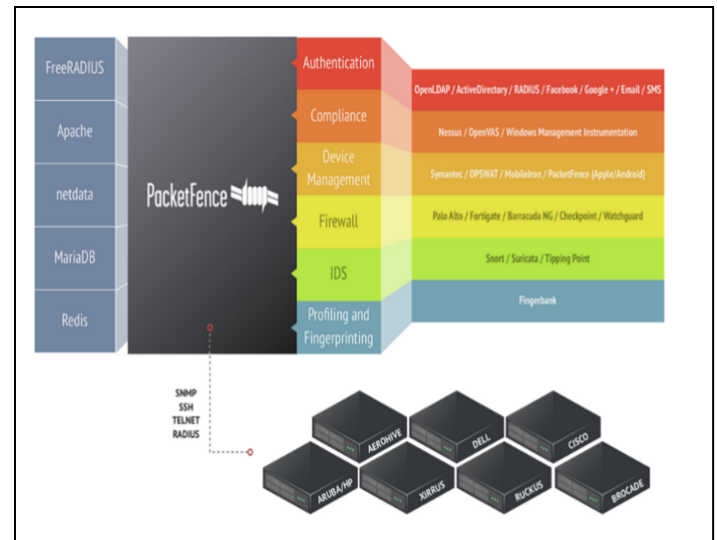 FreeRADIUS
Apache
netdata
MariaDB
Redis
PacketFence
Authentication
Compliance
Device
Management
Firewall
IDS
Profiling and
Fingerprinting
OpenLDAP / ActiveDirectory / RADIUS / Facebook / Google + / Email / SMS
Nessus / OpenVAS / Windows Management Instrumentation
Symantec / OPSWAT / MobileIron / PacketFence (Apple/Android)
Palo Alto / Fortigate / Barracuda NG / Checkpoint / Watchguard
Snort / Suricata / Tipping Point
Fingerbank
SNMP
SSH
TELNET
RADIUS
AEROHIVE
DELL
CISCO
ARUBA/HP
XIRRUS
RUCKUS
BROCADE